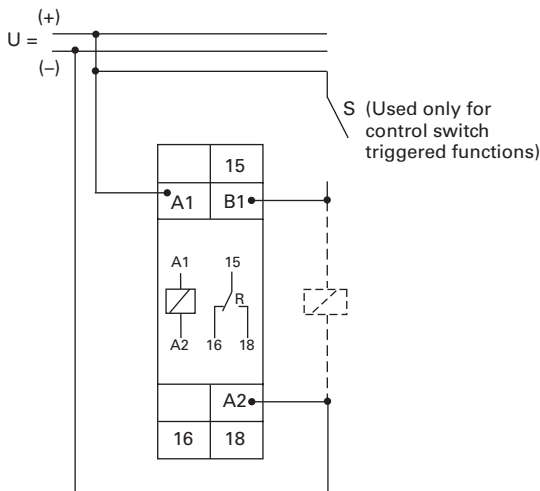 (+)
U =
(−)
S (Used only for
control switch
triggered functions)
15
A1 B1
A1 15
R
A2 16 18
A2
16 18